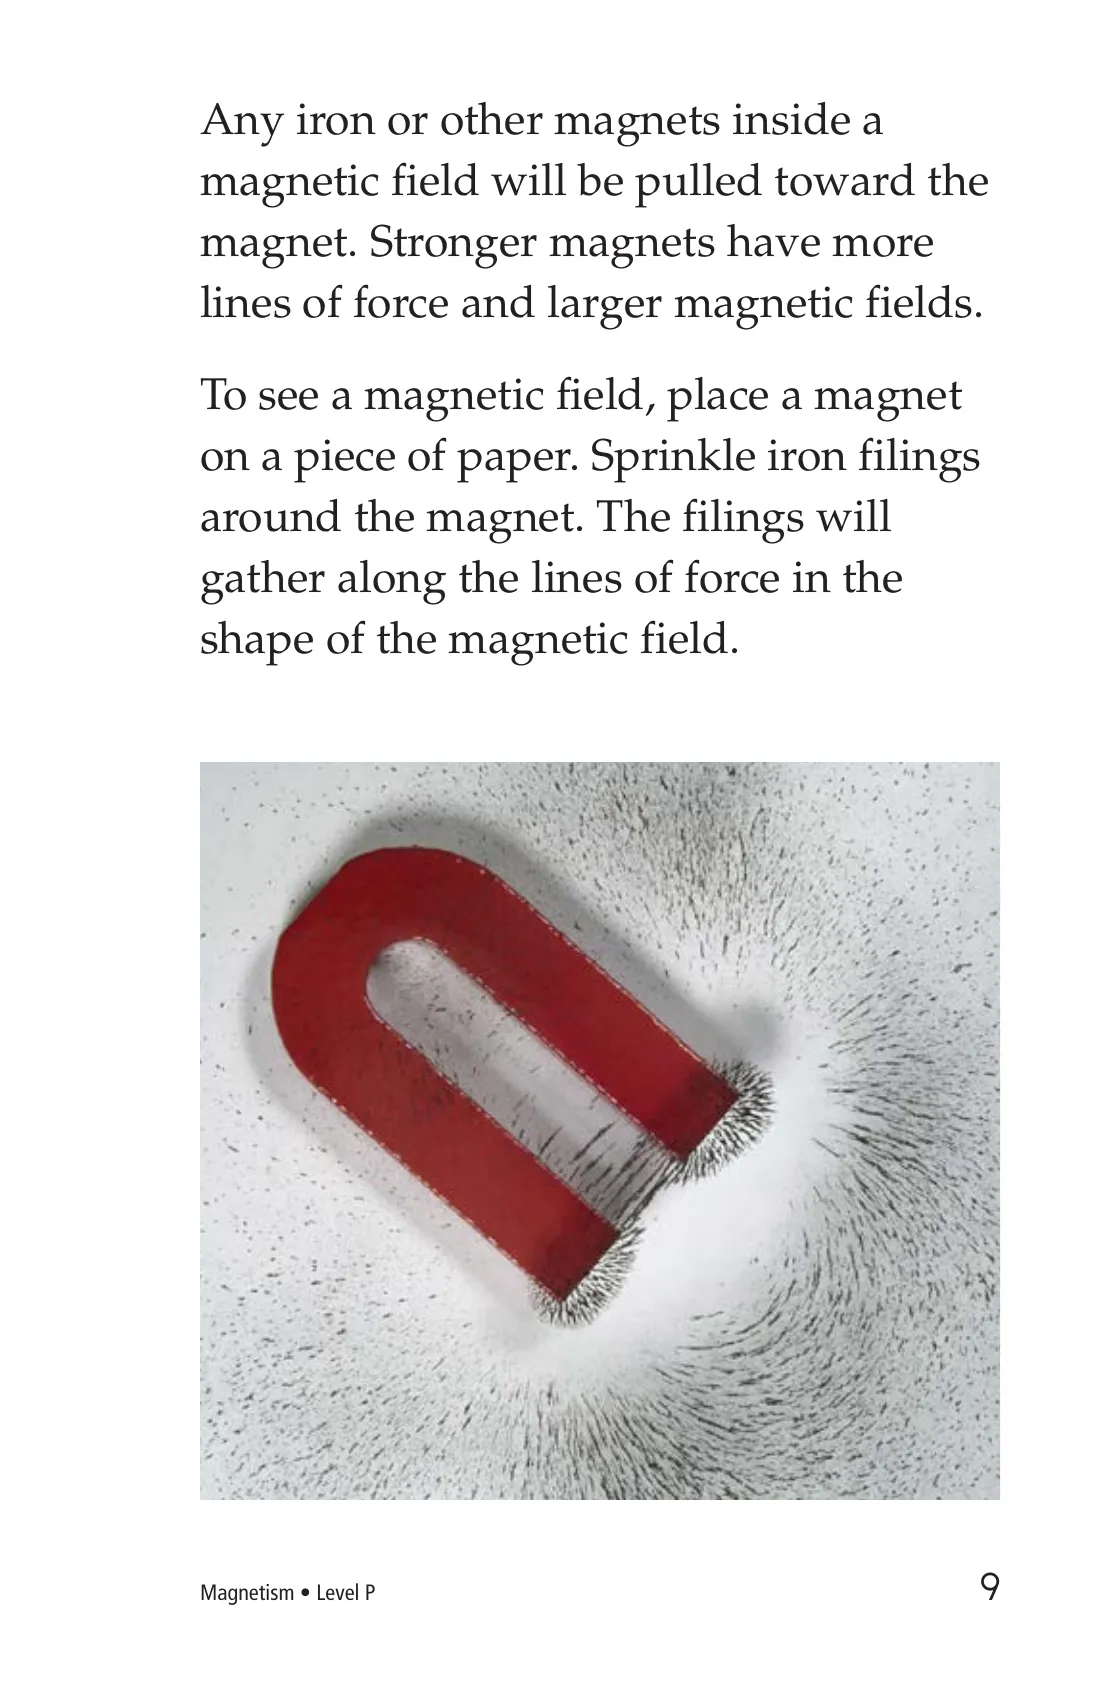 Any iron or other magnets inside a
magnetic field will be pulled toward the
magnet. Stronger magnets have more
lines of force and larger magnetic fields.
To see a magnetic field, place a magnet
on a piece of paper. Sprinkle iron filings
around the magnet. The filings will
gather along the lines of force in the
shape of the magnetic field.
Magnetism • Level P
9